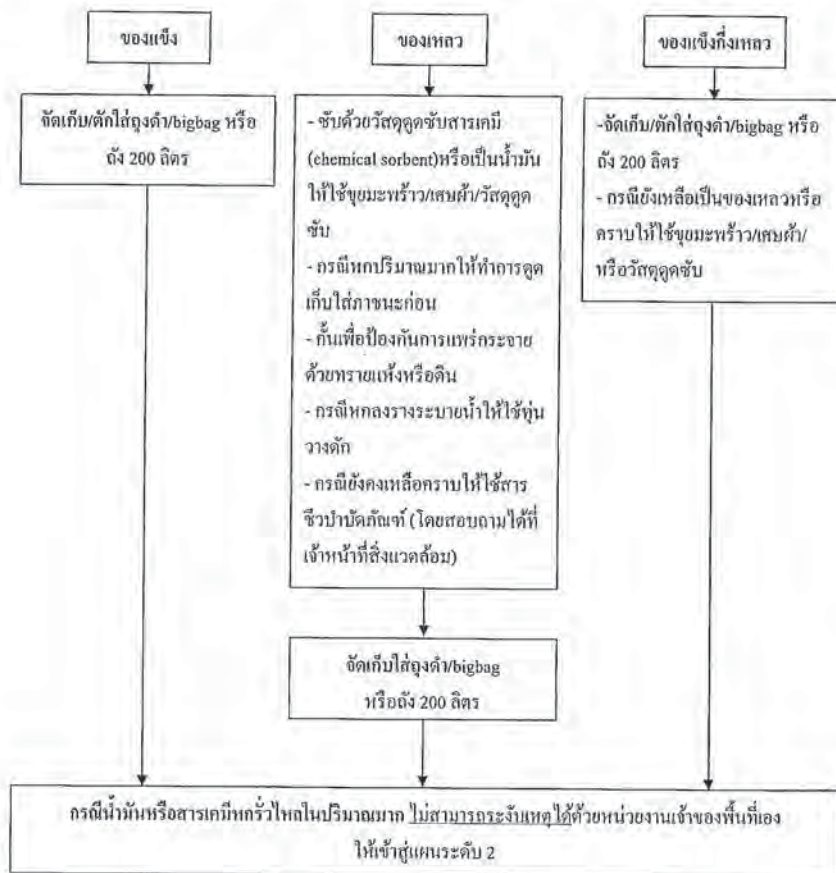 ของแข็ง
จัดเก็บ/ตักใส่ถุงดำ/bigbag หรือ
ถัง 200 ลิตร
ของเหลว
- ซับด้วยวัสดุดูดซับสารเคมี
(chemical sorbent)หรือเป็นน้ำมัน
ให้ใช้ขุยมะพร้าว/เศษผ้า/วัสดุดูด
ซับ
- กรณีหกปริมาณมากให้ทำการดูด
เก็บใส่ภาชนะก่อน
- กั้นเพื่อป้องกันการแพร่กระจาย
ด้วยทรายแห้งหรือดิน
- กรณีหกลงรางระบายน้ำให้ใช้ทุ่น
วางดัก
- กรณียังคงเหลือคราบให้ใช้สาร
ชีวบำบัดภัณฑ์ (โดยสอบถามได้ที่
เจ้าหน้าที่สิ่งแวดล้อม)
จัดเก็บใส่ถุงดำ/bigbag
หรือถัง 200 ลิตร
ของแข็งกึ่งเหลว
-จัดเก็บ/ตักใส่ถุงดำ/bigbag หรือ
ถัง 200 ลิตร
- กรณียังเหลือเป็นของเหลวหรือ
คราบให้ใช้ขุยมะพร้าว/เศษผ้า/
หรือวัสดุดูดซับ
กรณีน้ำมันหรือสารเคมีหกรั่วไหลในปริมาณมาก ไม่สามารถระงับเหตุได้ด้วยหน่วยงานเจ้าของพื้นที่เอง
ให้เข้าสู่แผนระดับ 2